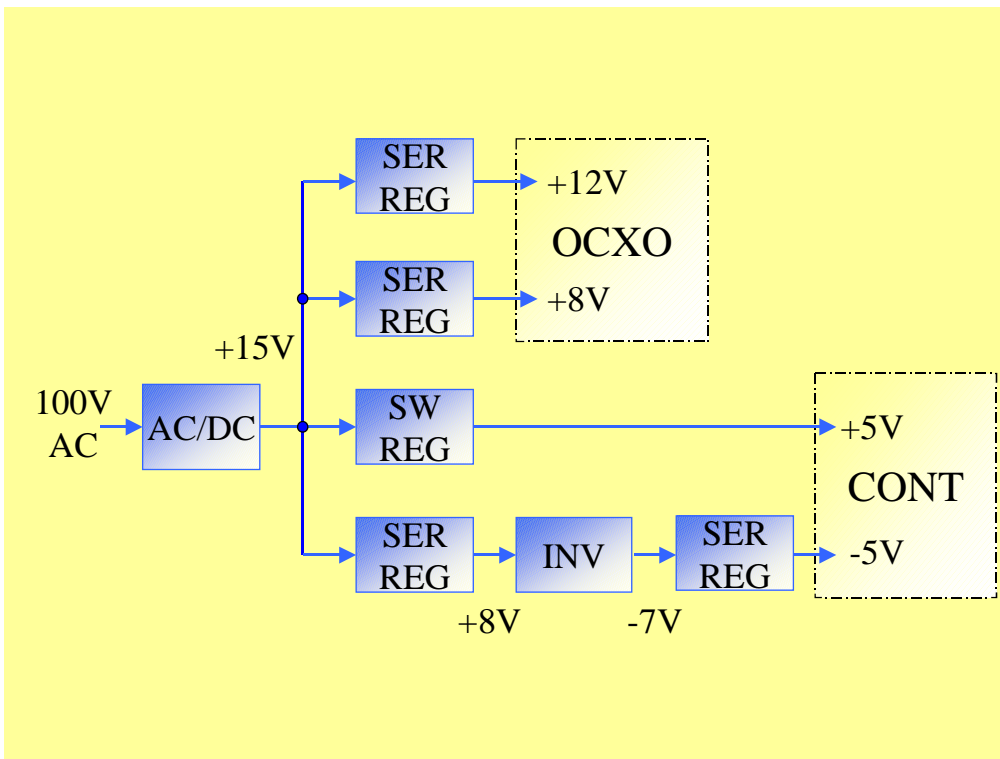 SER
REG
+12V
OCXO
SER
REG
+8V
+15V
100V
AC
AC/DC
SW
REG
+5V
CONT
SER
REG
INV
SER
REG
-5V
+8V
-7V